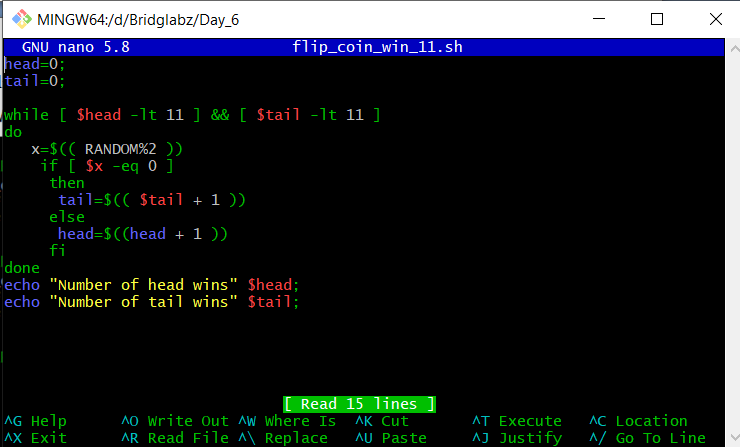 MINGW64:/d/Bridglabz/Day_6
GNU nano 5.8 flip_coin_win_11.sh
head=0;
tail=0;

while [ $head -lt 11 ] && [ $tail -lt 11 ]
do
   x=$(( RANDOM%2 ))
    if [ $x -eq 0 ]
     then
      tail=$(( $tail + 1 ))
     else
      head=$((head + 1 ))
     fi
done
echo "Number of head wins" $head;
echo "Number of tail wins" $tail;
[ Read 15 lines ]
^G Help ^O Write Out ^W Where Is ^K Cut ^T Execute ^C Location
^X Exit ^R Read File ^\ Replace ^U Paste ^J Justify ^/ Go To Line